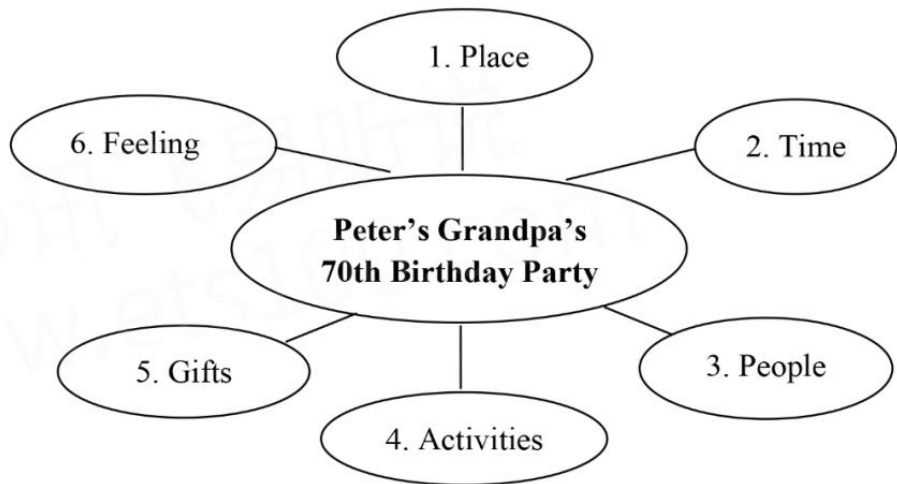 1. Place
6. Feeling
2. Time
Peter's Grandpa's
70th Birthday Party
5. Gifts
3. People
4. Activities